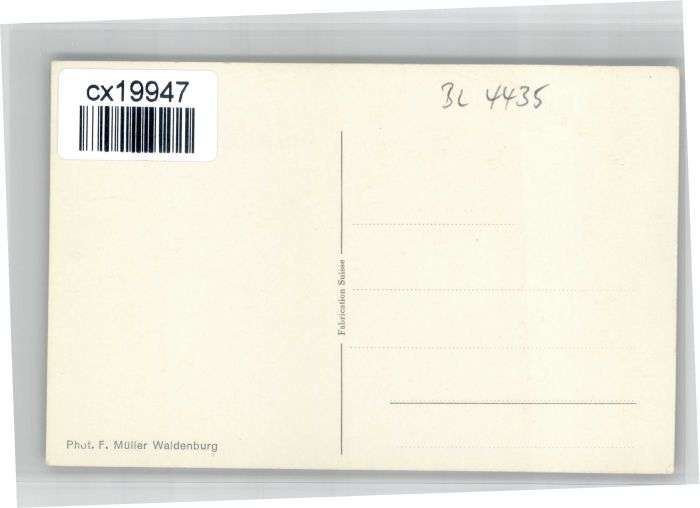 cx19947
BL 4435
Fabrication Suisse
Phot. F. Müller Waldenburg